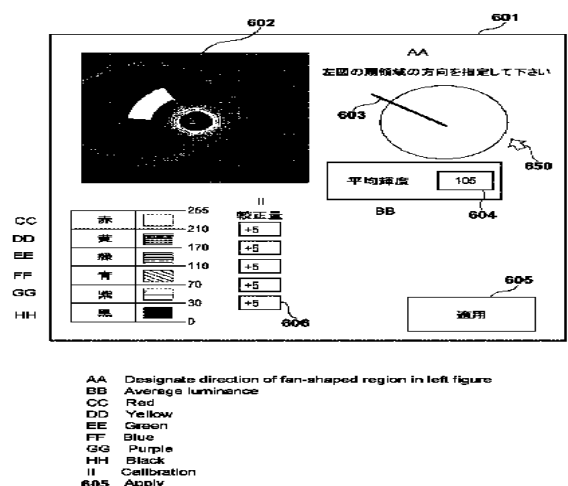 602
601
AA
左図の扇領域の方向を指定して下さい
603
650
平均輝度 105
604
BB
II
較正量
CC 赤 255
210
DD 黄 170
EE 緑 110
FF 青 70
GG 紫 30
HH 黒 0
+5
+5
+5
+5
+5
606
605
適用
AA Designate direction of fan-shaped region in left figure
BB Average luminance
CC Red
DD Yellow
EE Green
FF Blue
GG Purple
HH Black
II Calibration
605 Apply